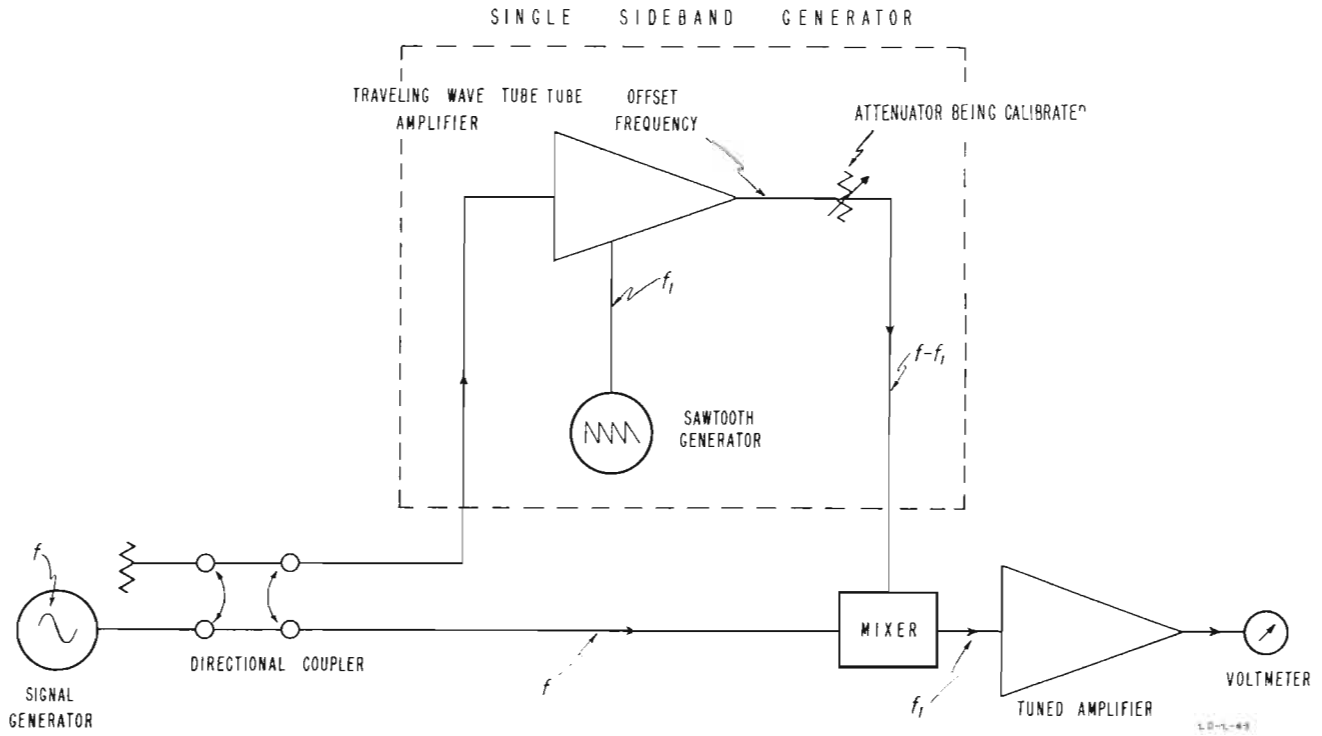 SINGLE SIDEBAND GENERATOR
TRAVELING WAVE TUBE TUBE
AMPLIFIER
OFFSET
FREQUENCY
ATTENUATOR BEING CALIBRATED
f₁
f-f₁
SAWTOOTH
GENERATOR
f
SIGNAL
GENERATOR
DIRECTIONAL COUPLER
f
MIXER
f₁
TUNED AMPLIFIER
VOLTMETER